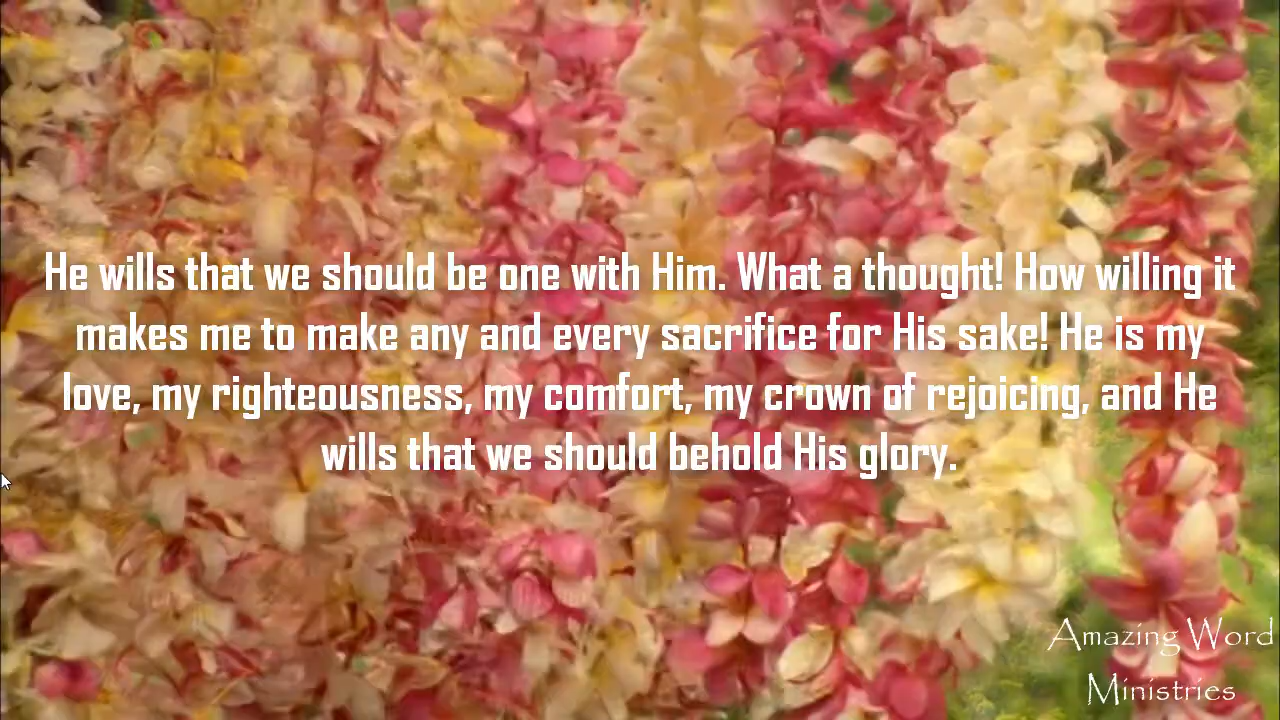 He wills that we should be one with Him. What a thought! How willing it
makes me to make any and every sacrifice for His sake! He is my
love, my righteousness, my comfort, my crown of rejoicing, and He
wills that we should behold His glory.
Amazing Word
Ministries